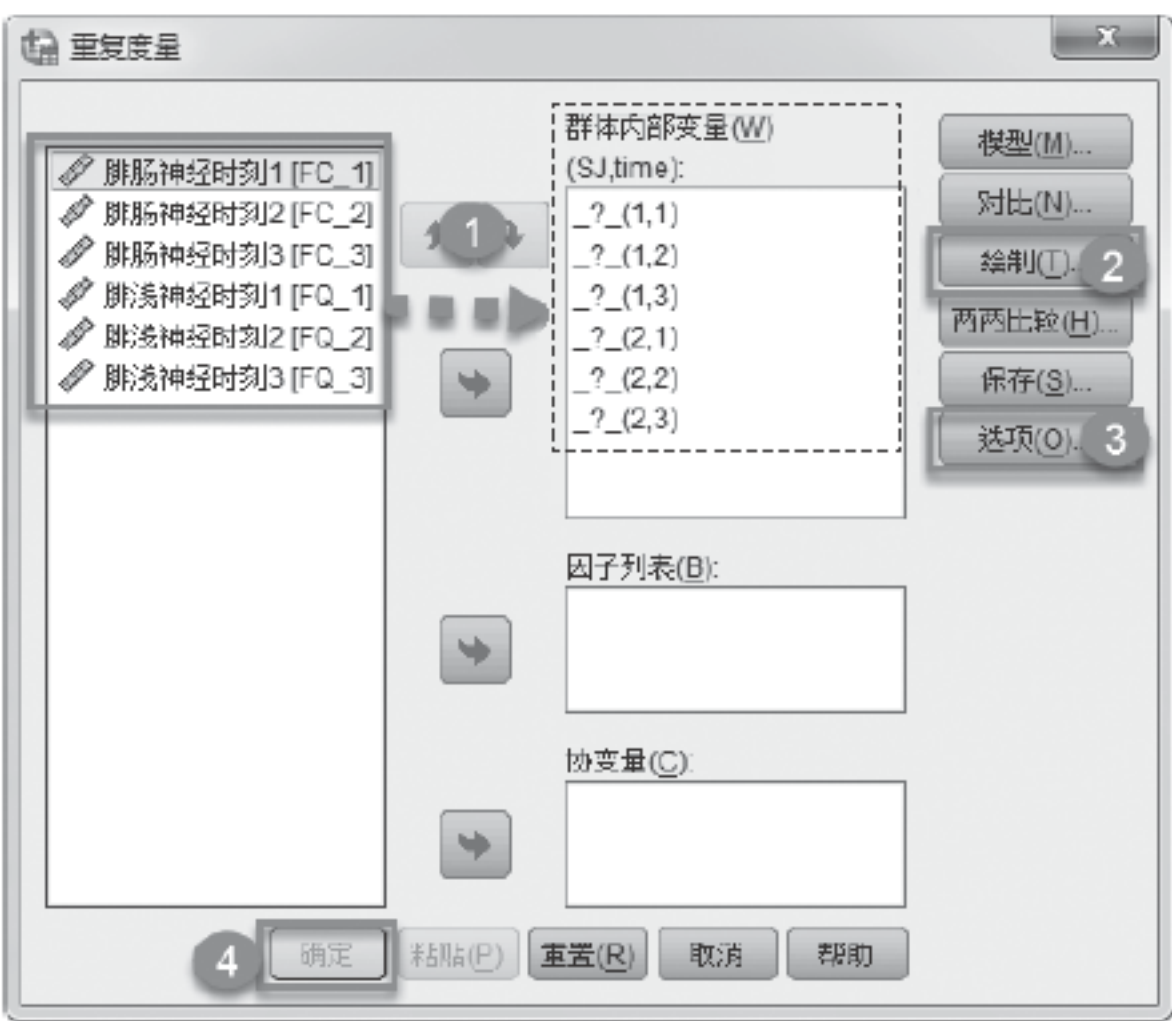 重复度量
x
群体内部变量(W)
(SJ,time):
腓肠神经时刻1 [FC_1]
腓肠神经时刻2 [FC_2]
腓肠神经时刻3 [FC_3]
腓浅神经时刻1 [FQ_1]
腓浅神经时刻2 [FQ_2]
腓浅神经时刻3 [FQ_3]
1
_?_(1,1)
_?_(1,2)
_?_(1,3)
_?_(2,1)
_?_(2,2)
_?_(2,3)
模型(M)...
对比(N)...
绘制(T)..
2
两两比较(H)...
保存(S)...
选项(O)..
3
因子列表(B):
协变量(C):
4
确定
粘贴(P)
重置(R)
取消
帮助